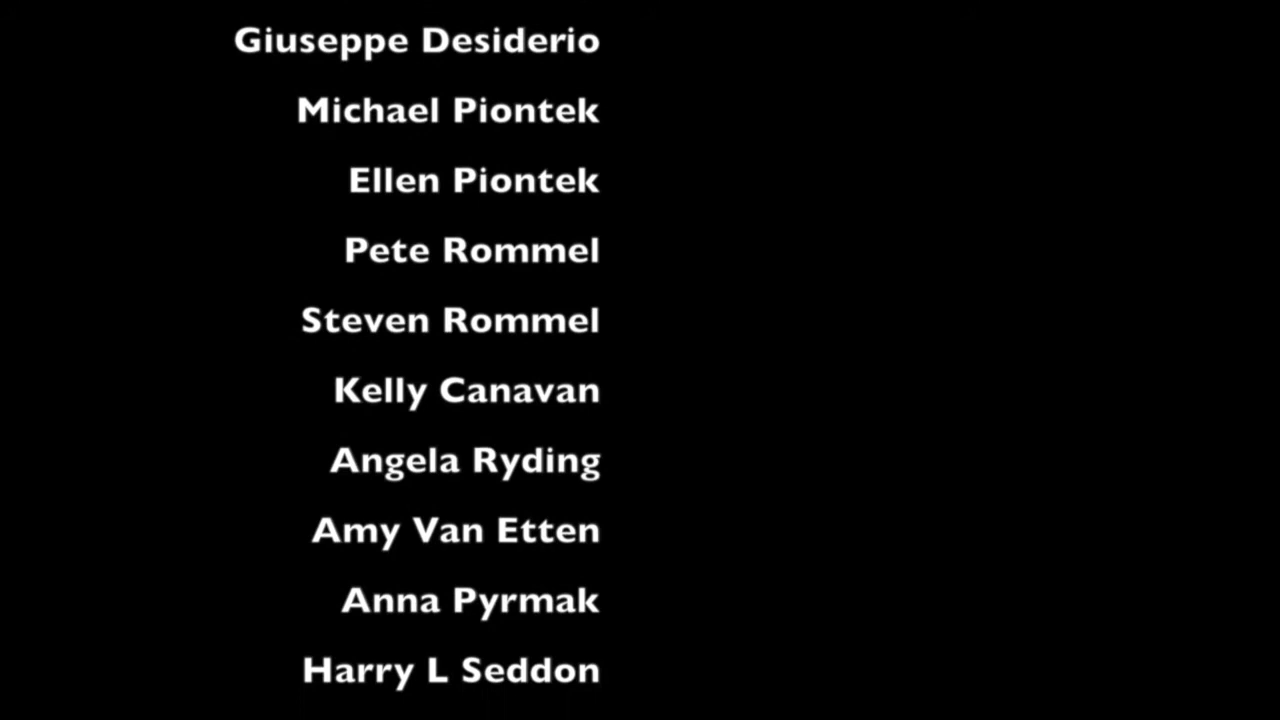 Giuseppe Desiderio
Michael Piontek
Ellen Piontek
Pete Rommel
Steven Rommel
Kelly Canavan
Angela Ryding
Amy Van Etten
Anna Pyrmak
Harry L Seddon